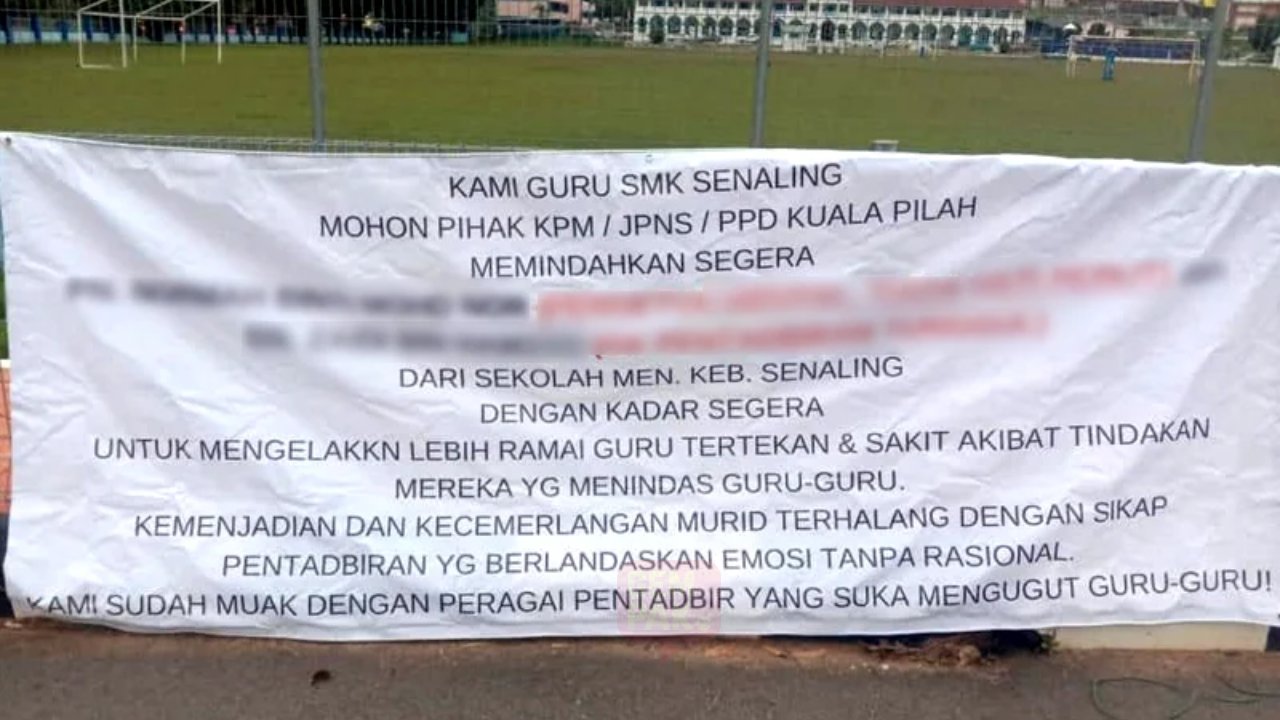 KAMI GURU SMK SENALING
MOHON PIHAK KPM / JPNS / PPD KUALA PILAH
MEMINDAHKAN SEGERA
DARI SEKOLAH MEN. KEB. SENALING
DENGAN KADAR SEGERA
UNTUK MENGELAKKN LEBIH RAMAI GURU TERTEKAN & SAKIT AKIBAT TINDAKAN
MEREKA YG MENINDAS GURU-GURU.
KEMENJADIAN DAN KECEMERLANGAN MURID TERHALANG DENGAN SIKAP
PENTADBIRAN YG BERLANDASKAN EMOSI TANPA RASIONAL.
KAMI SUDAH MUAK DENGAN PERAGAI PENTADBIR YANG SUKA MENGUGUT GURU-GURU!